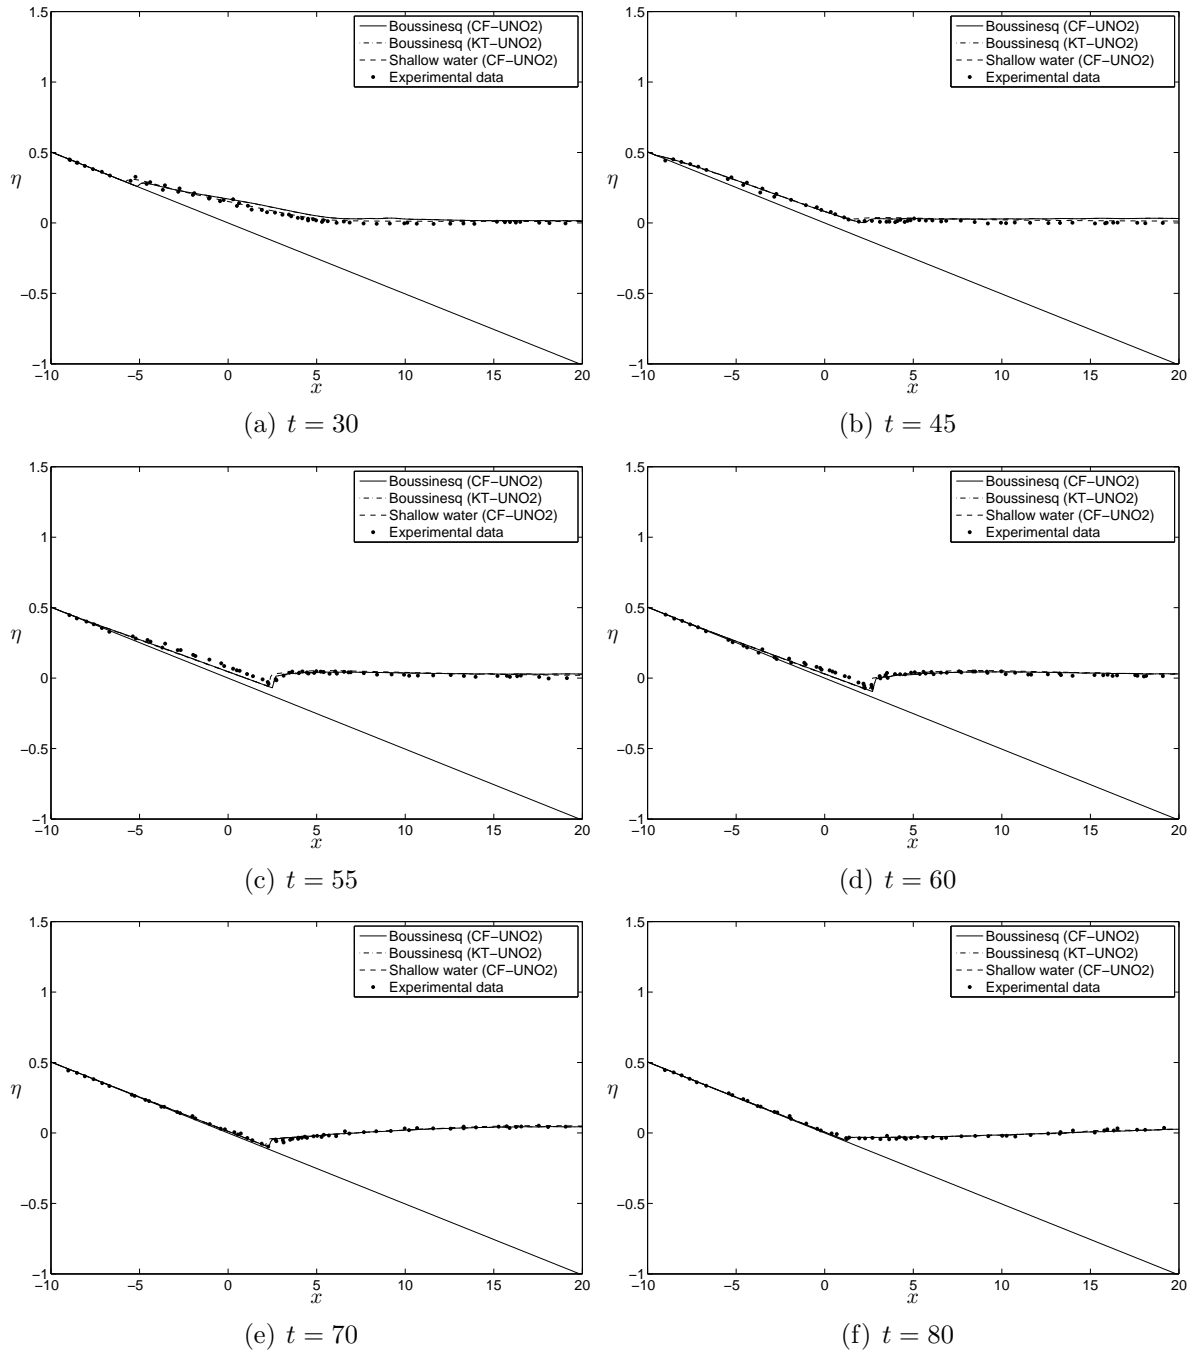 1.5
1
0.5
0
−0.5
−1
η
−10 −5 0 5 10 15 20
x
Boussinesq (CF−UNO2)
Boussinesq (KT−UNO2)
Shallow water (CF−UNO2)
Experimental data
(a) t = 30
1.5
1
0.5
0
−0.5
−1
η
−10 −5 0 5 10 15 20
x
Boussinesq (CF−UNO2)
Boussinesq (KT−UNO2)
Shallow water (CF−UNO2)
Experimental data
(b) t = 45
1.5
1
0.5
0
−0.5
−1
η
−10 −5 0 5 10 15 20
x
Boussinesq (CF−UNO2)
Boussinesq (KT−UNO2)
Shallow water (CF−UNO2)
Experimental data
(c) t = 55
1.5
1
0.5
0
−0.5
−1
η
−10 −5 0 5 10 15 20
x
Boussinesq (CF−UNO2)
Boussinesq (KT−UNO2)
Shallow water (CF−UNO2)
Experimental data
(d) t = 60
1.5
1
0.5
0
−0.5
−1
η
−10 −5 0 5 10 15 20
x
Boussinesq (CF−UNO2)
Boussinesq (KT−UNO2)
Shallow water (CF−UNO2)
Experimental data
(e) t = 70
1.5
1
0.5
0
−0.5
−1
η
−10 −5 0 5 10 15 20
x
Boussinesq (CF−UNO2)
Boussinesq (KT−UNO2)
Shallow water (CF−UNO2)
Experimental data
(f) t = 80